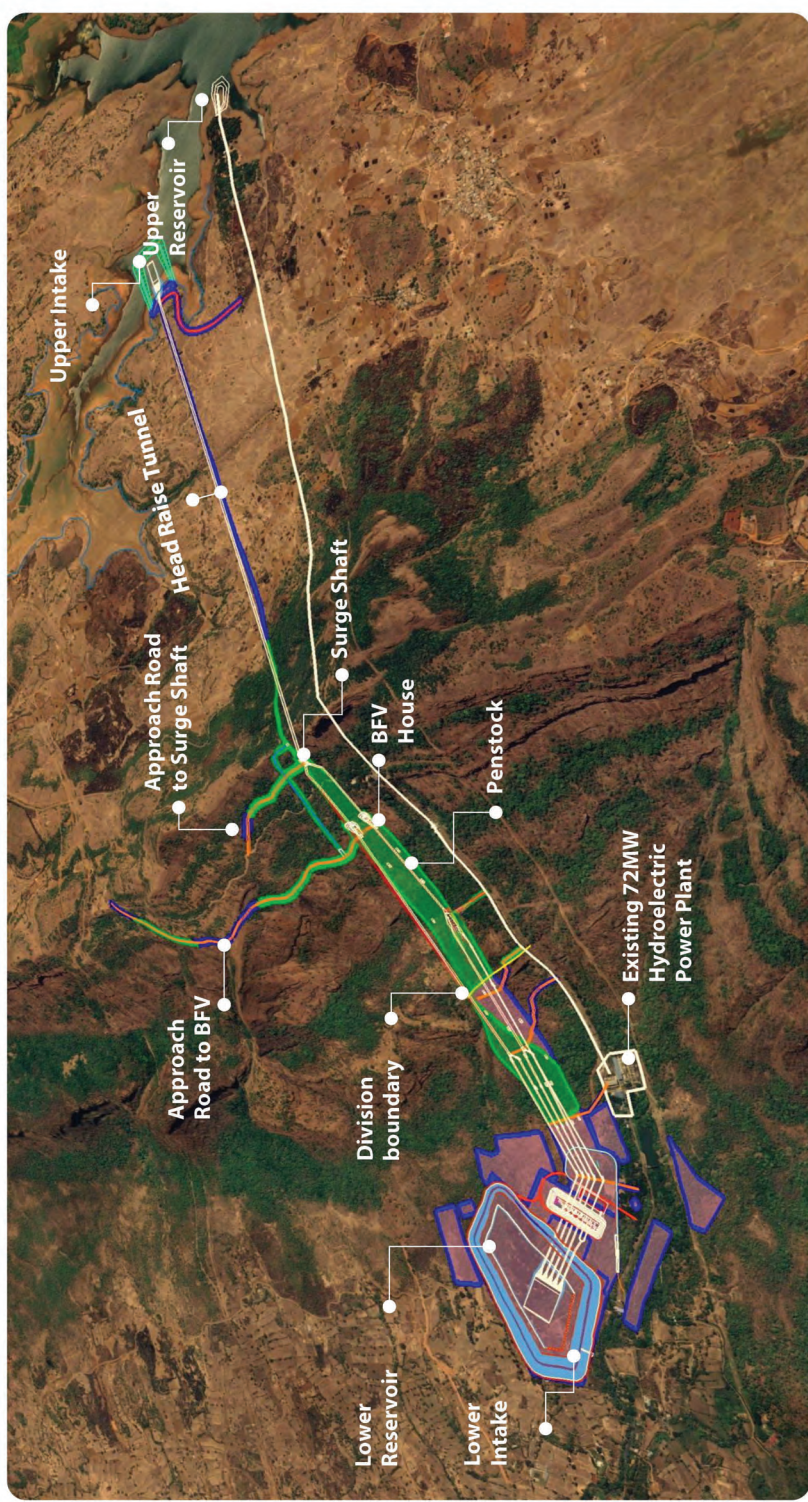 Lower
Reservoir
Lower
Intake
Approach
Road to BFV
Division
boundary
Existing 72MW
Hydroelectric
Power Plant
Approach Road
to Surge Shaft
BFV
House
Penstock
Surge Shaft
Head Raise Tunnel
Upper Intake
Upper
Reservoir